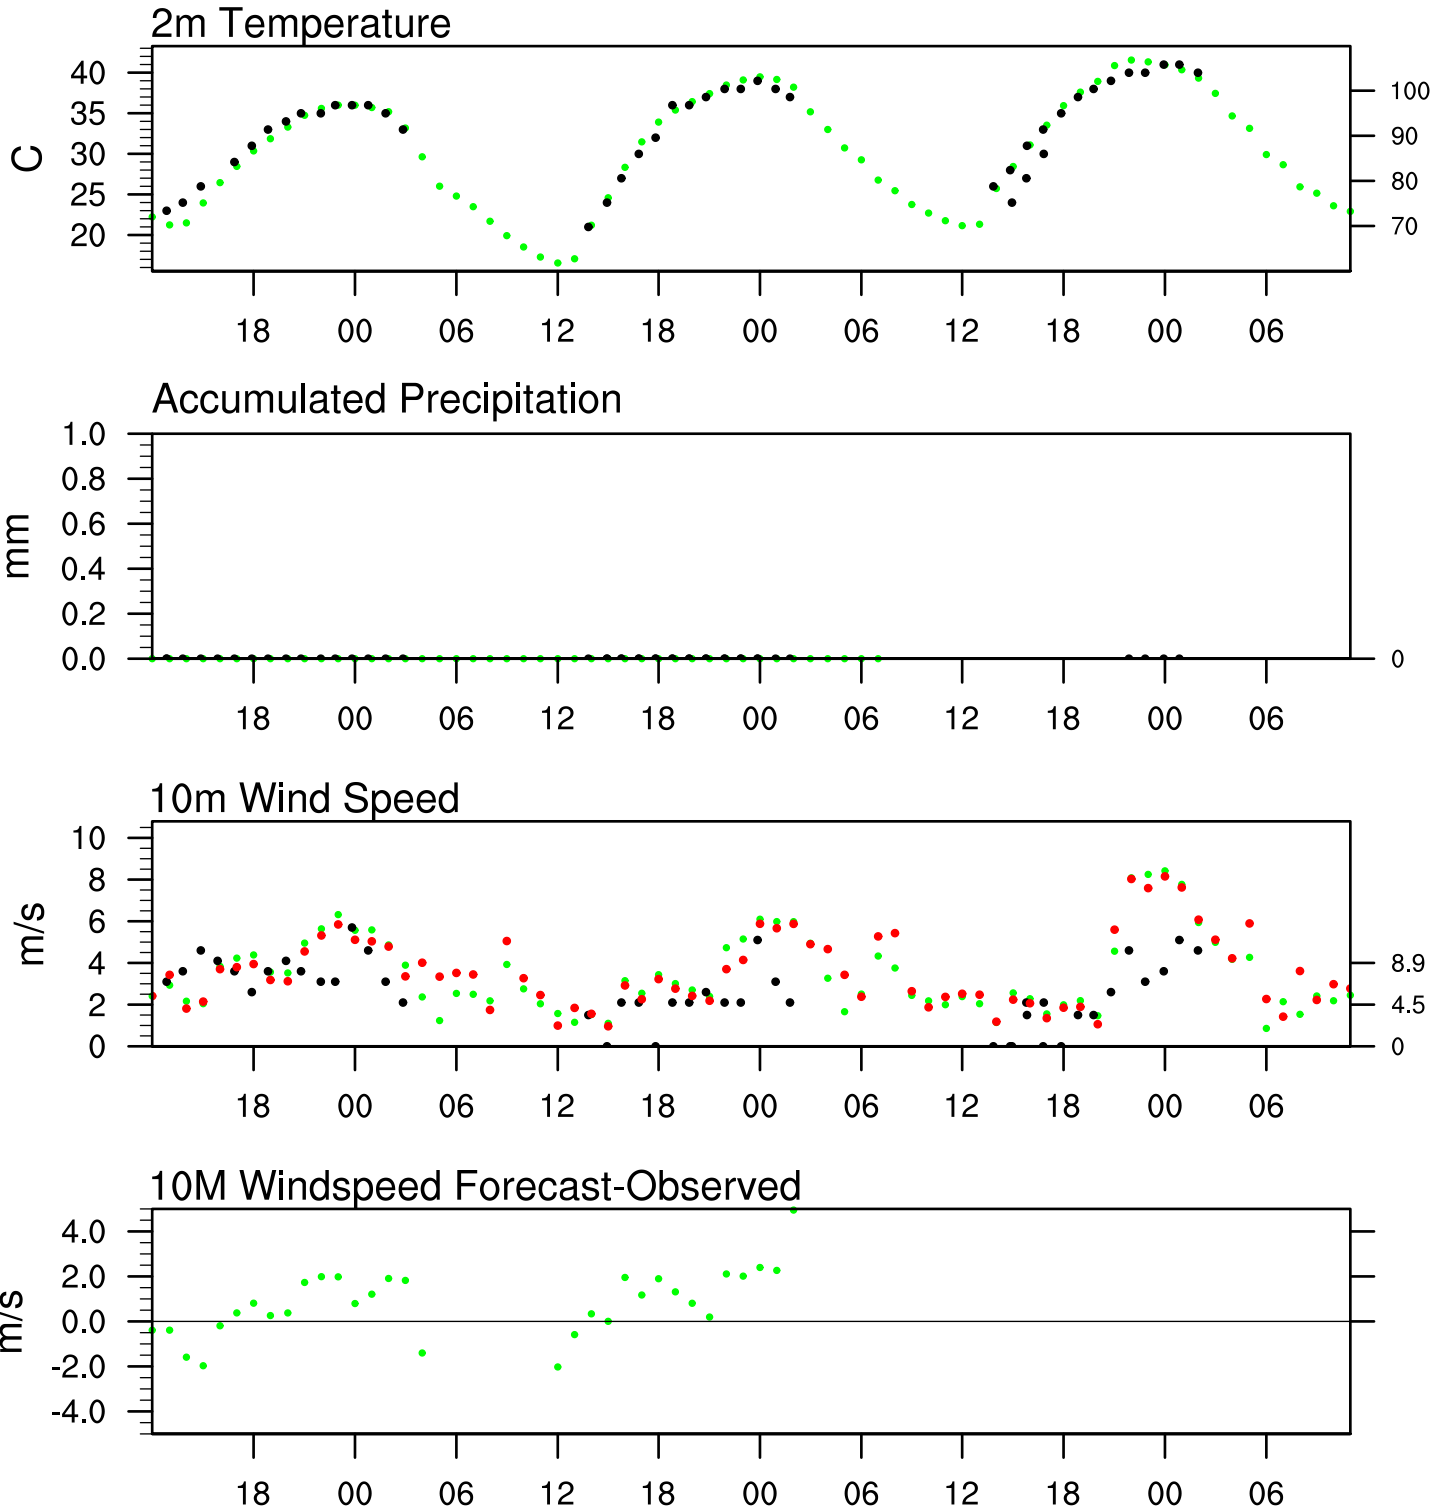 2m Temperature
40
35
30
25
20
C
100
90
80
70
18 00 06 12 18 00 06 12 18 00 06
Accumulated Precipitation
1.0
0.8
0.6
0.4
0.2
0.0
mm
0
18 00 06 12 18 00 06 12 18 00 06
10m Wind Speed
10
8
6
4
2
0
m/s
8.9
4.5
0
18 00 06 12 18 00 06 12 18 00 06
10M Windspeed Forecast-Observed
4.0
2.0
0.0
-2.0
-4.0
m/s
18 00 06 12 18 00 06 12 18 00 06